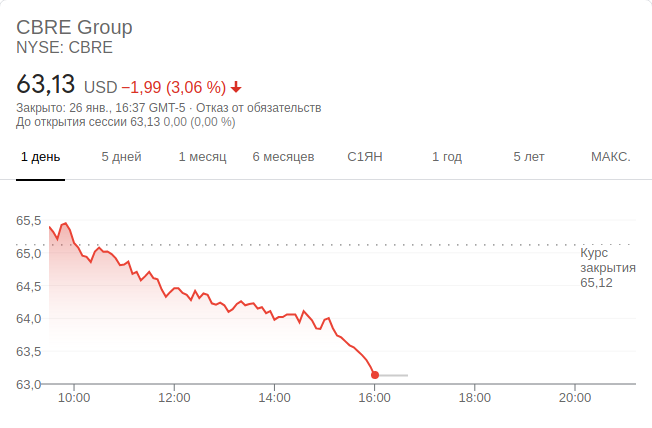 CBRE Group
NYSE: CBRE
63,13 USD −1,99 (3,06 %)
Закрыто: 26 янв., 16:37 GMT-5 · Отказ от обязательств
До открытия сессии 63,13 0,00 (0,00 %)
1 день 5 дней 1 месяц 6 месяцев С1ЯН 1 год 5 лет МАКС.
65,5
65,0
64,5
64,0
63,5
63,0
Курс
закрытия
65,12
10:00 12:00 14:00 16:00 18:00 20:00